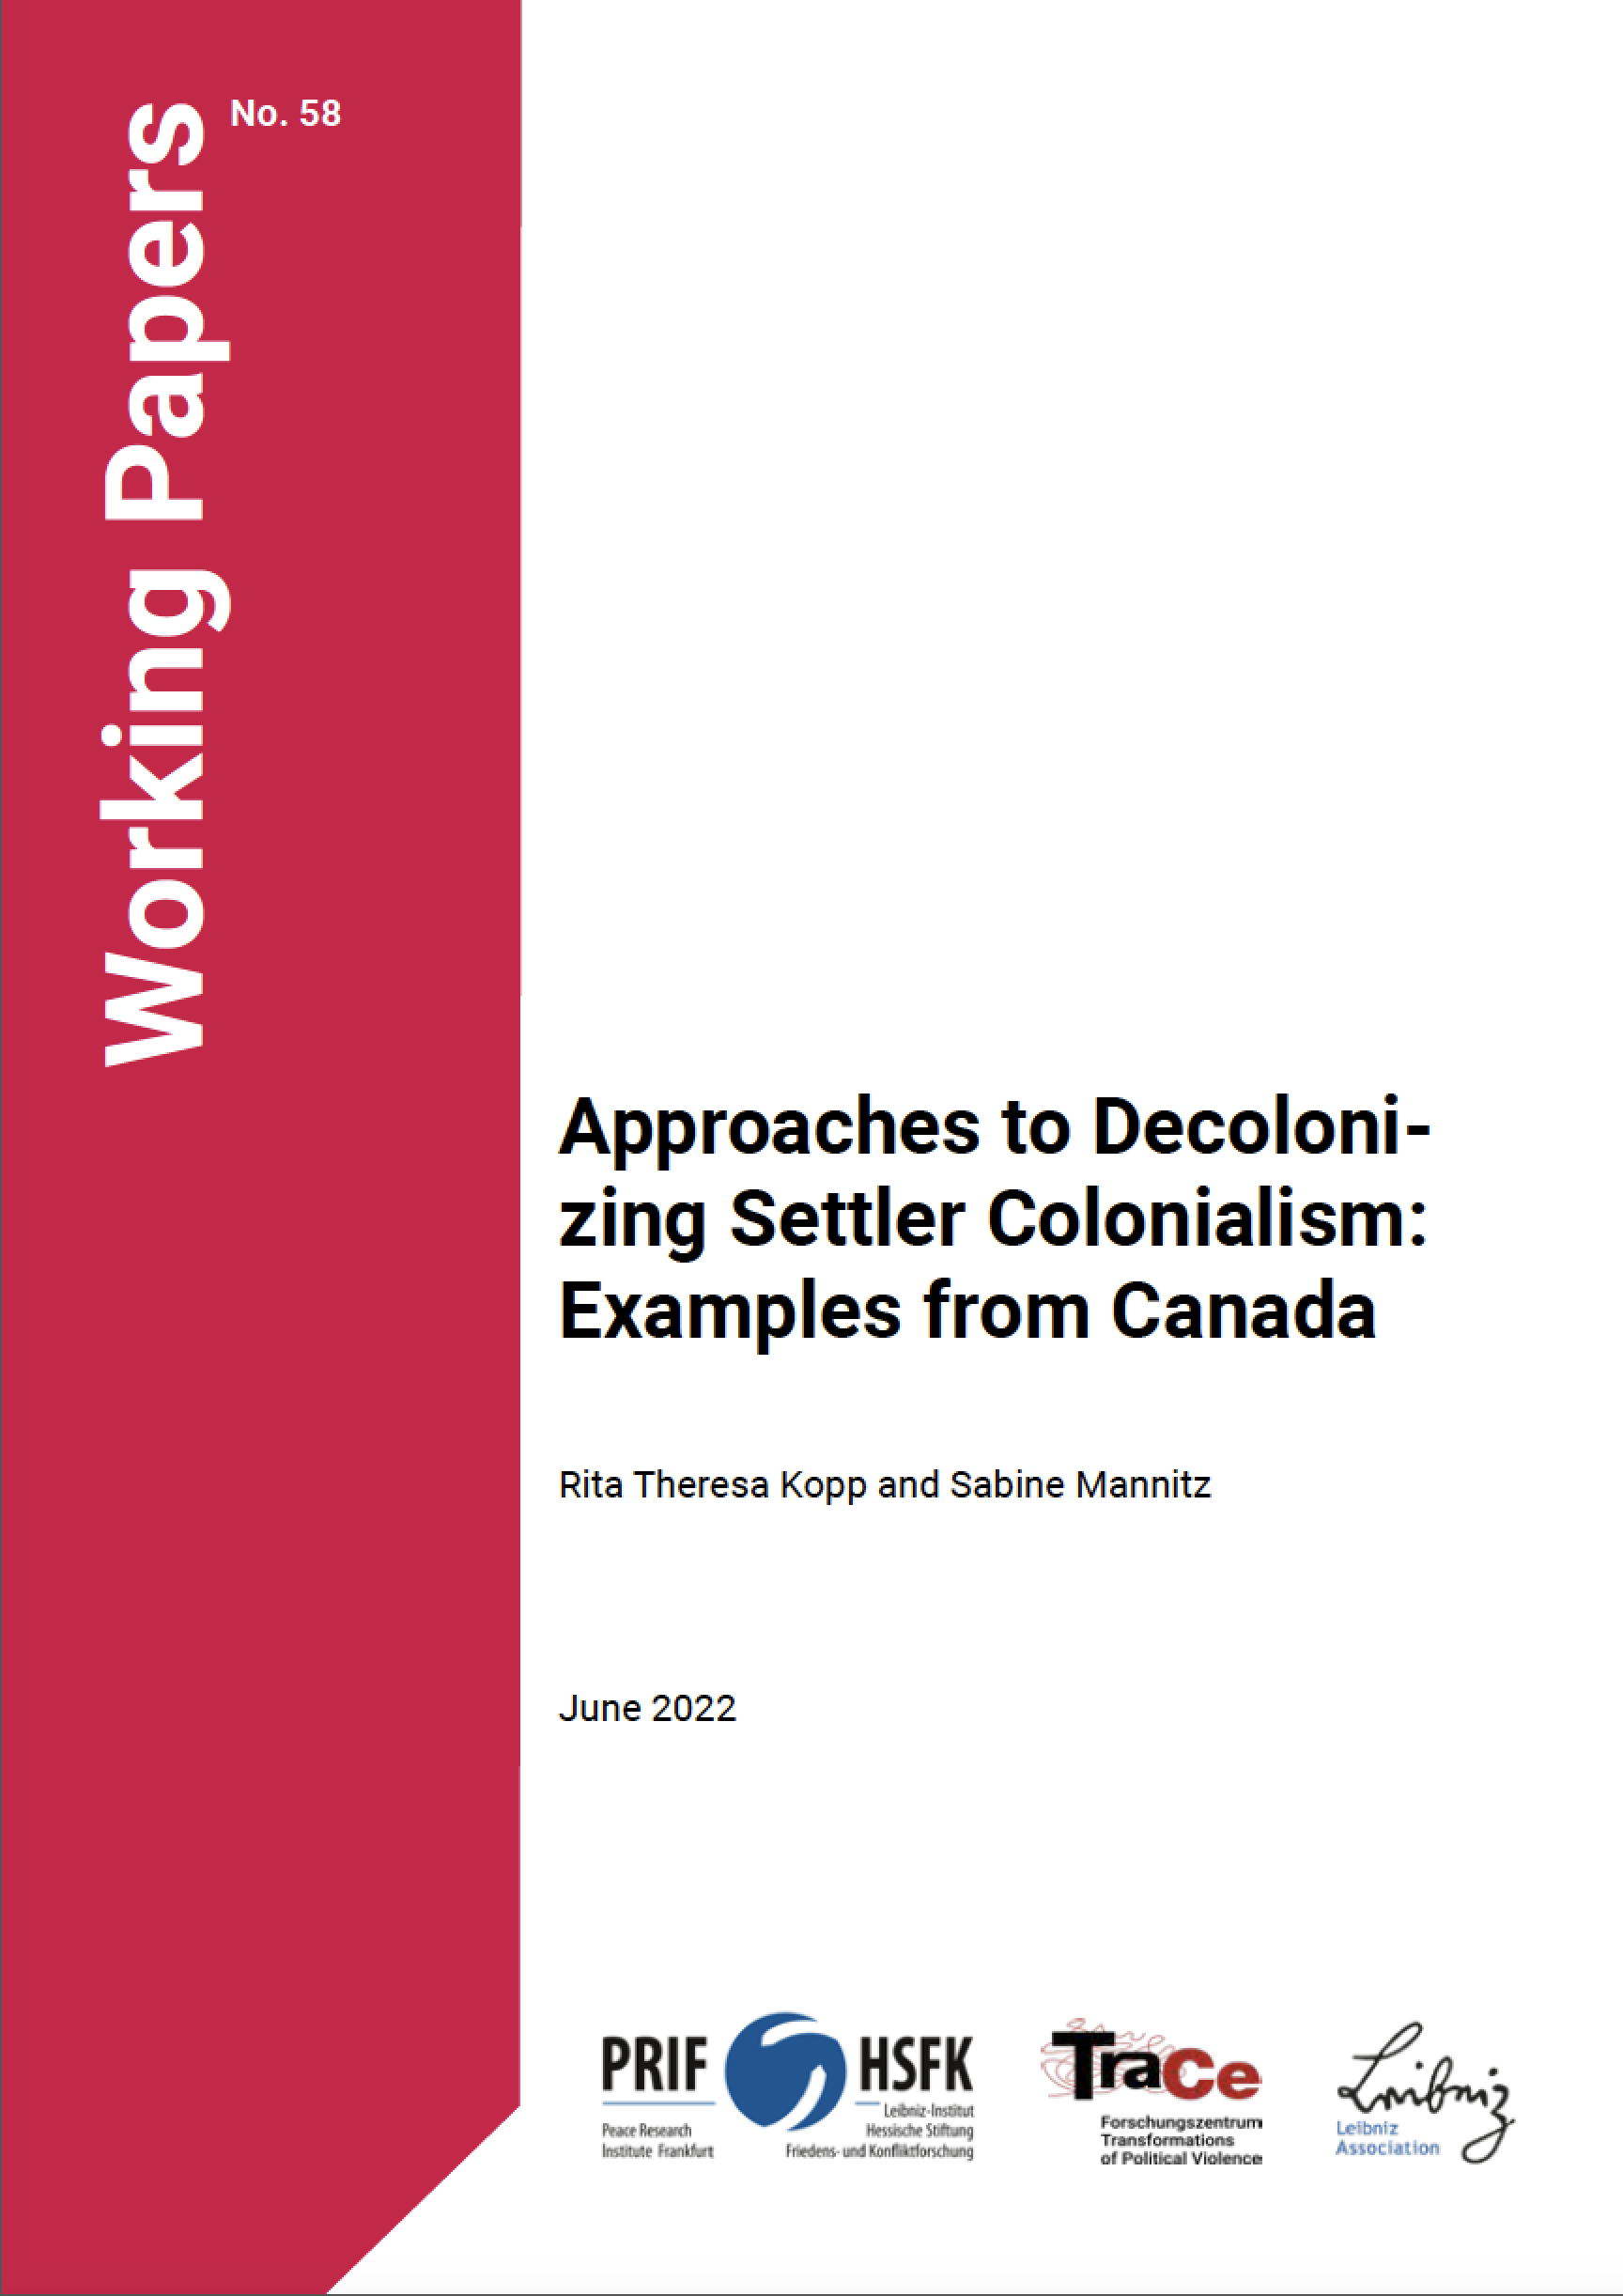 Working Papers
No. 58
Approaches to Decoloni-
zing Settler Colonialism:
Examples from Canada
Rita Theresa Kopp and Sabine Mannitz
June 2022
PRIF
Peace Research
Institute Frankfurt
HSFK
Leibniz-Institut
Hessische Stiftung
Friedens- und Konfliktforschung
TraCe
Forschungszentrum
Transformations
of Political Violence
Leibniz
Leibniz
Association